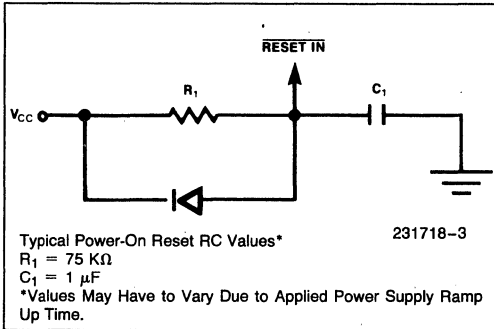 RESET IN
R₁
C₁
VCC
231718-3
Typical Power-On Reset RC Values*
R₁ = 75 KΩ
C₁ = 1 μF
*Values May Have to Vary Due to Applied Power Supply Ramp
Up Time.